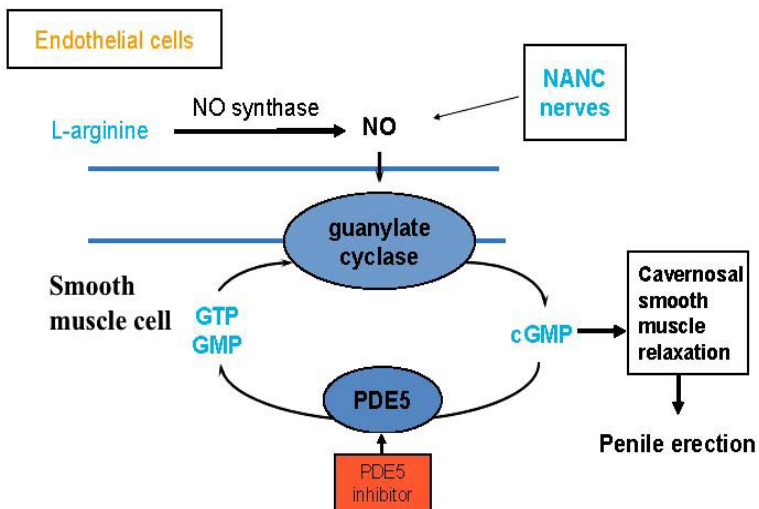 Endothelial cells
NANC
nerves
NO synthase
L-arginine
NO
guanylate
cyclase
Smooth
muscle cell
GTP
GMP
cGMP
Cavernosal
smooth
muscle
relaxation
PDE5
Penile erection
PDE5
inhibitor